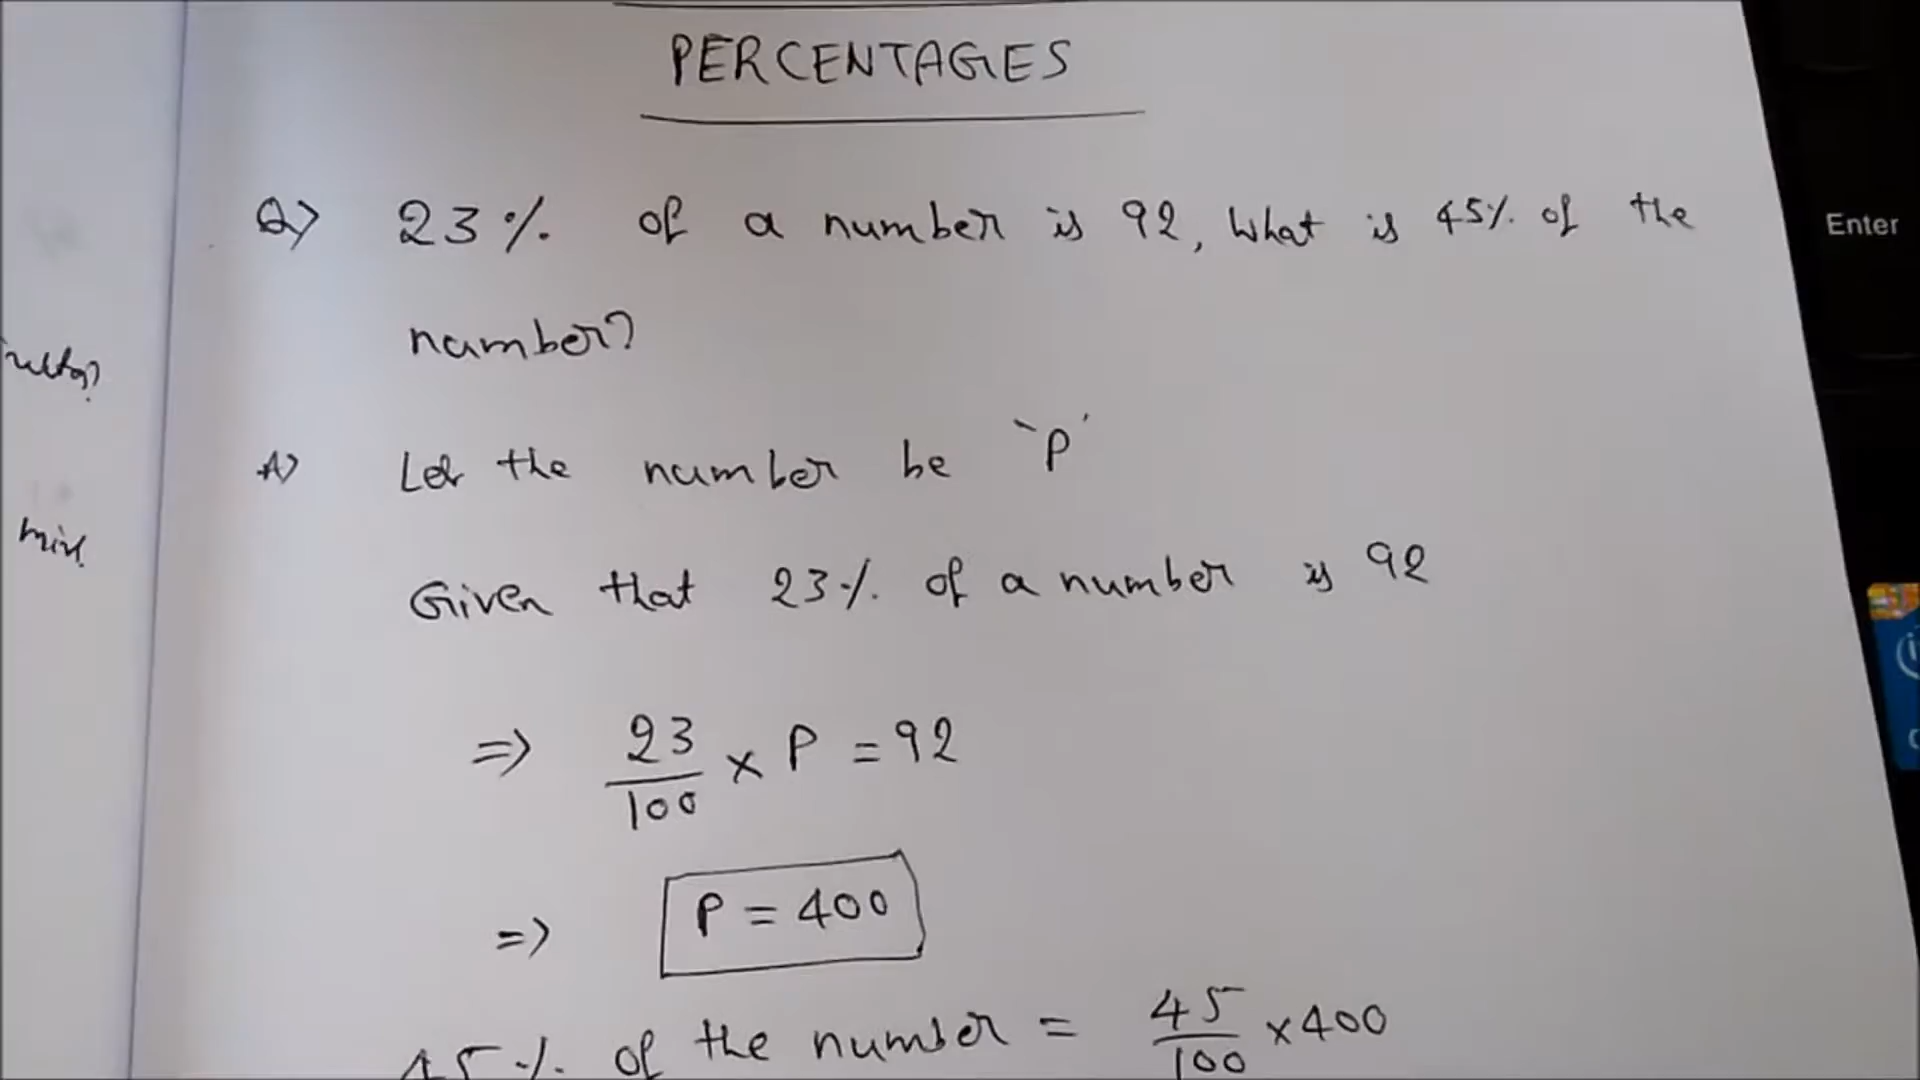 PERCENTAGES
Q) 23% of a number is 92, What is 45% of the
number?
A) Let the number be `P'
Given that 23% of a number is 92
=> 23/100 × P = 92
=> P = 400
45% of the number = 45/100 × 400
Enter